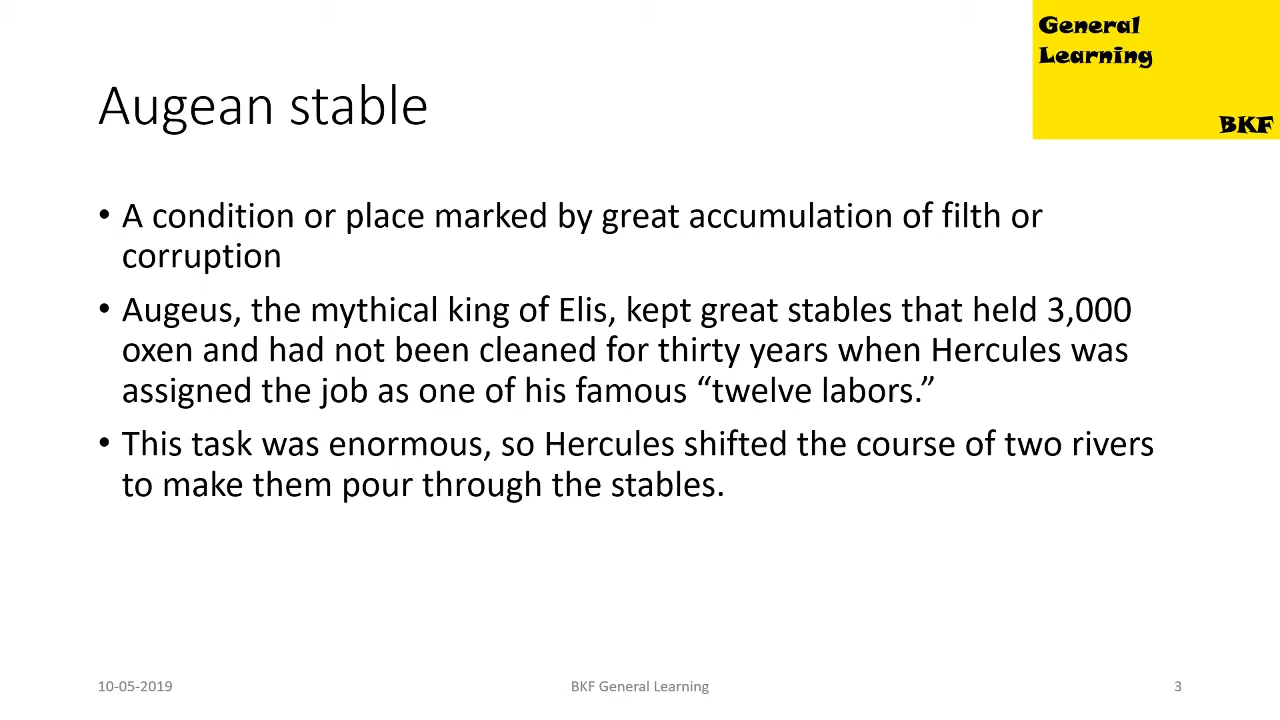 General
Learning
BKF
Augean stable
• A condition or place marked by great accumulation of filth or
corruption
• Augeus, the mythical king of Elis, kept great stables that held 3,000
oxen and had not been cleaned for thirty years when Hercules was
assigned the job as one of his famous “twelve labors.”
• This task was enormous, so Hercules shifted the course of two rivers
to make them pour through the stables.
10-05-2019
BKF General Learning
3